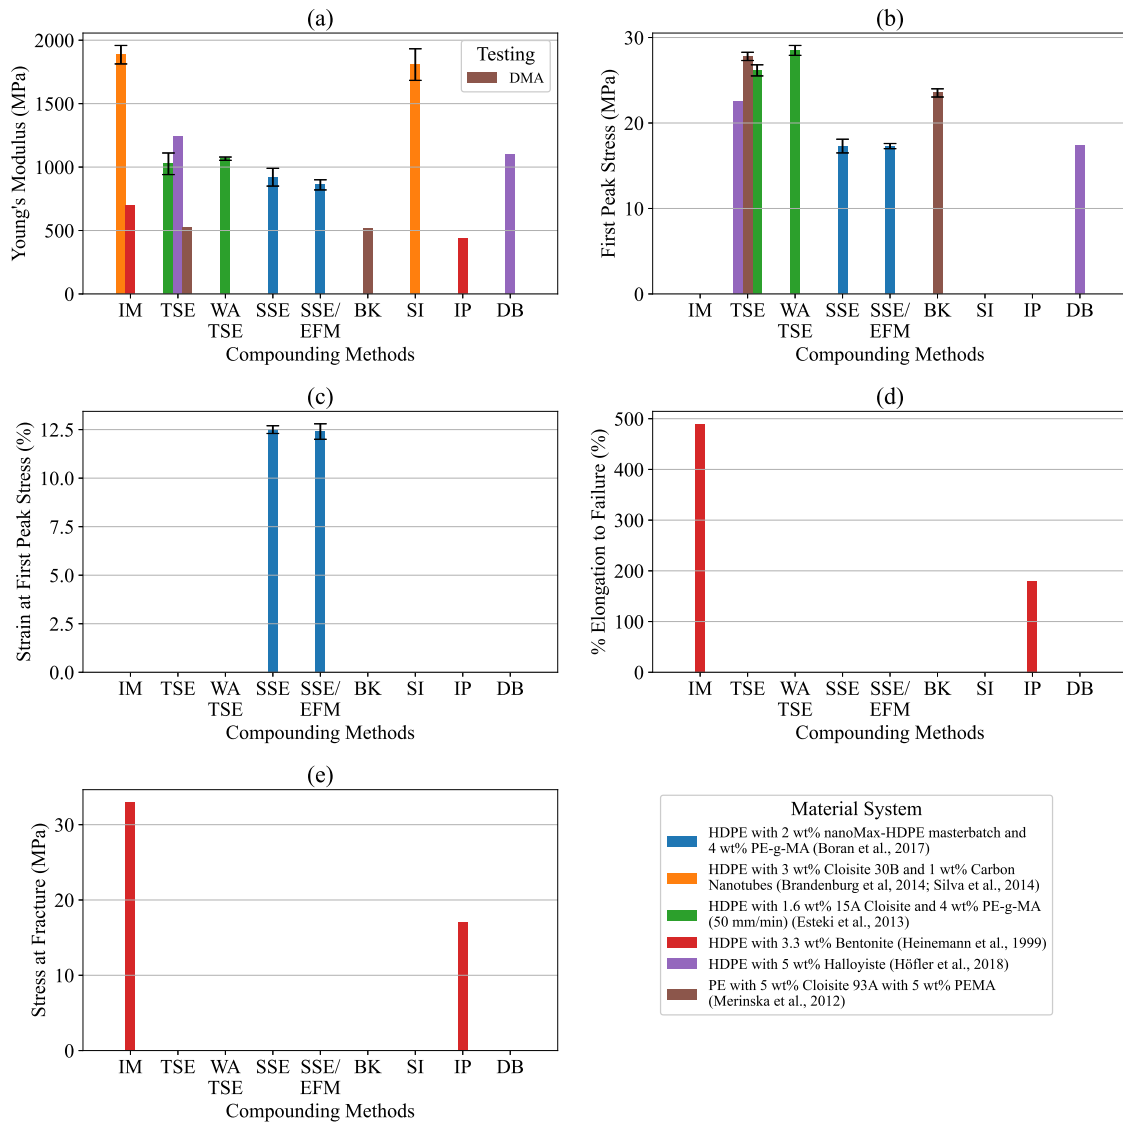 (a)
Young's Modulus (MPa)
2000
1500
1000
500
0
Testing
DMA
IM TSE WA TSE SSE SSE/ EFM BK SI IP DB
Compounding Methods
(b)
First Peak Stress (MPa)
30
20
10
0
IM TSE WA TSE SSE SSE/ EFM BK SI IP DB
Compounding Methods
(c)
Strain at First Peak Stress (%)
12.5
10.0
7.5
5.0
2.5
0.0
IM TSE WA TSE SSE SSE/ EFM BK SI IP DB
Compounding Methods
(d)
% Elongation to Failure (%)
500
400
300
200
100
0
IM TSE WA TSE SSE SSE/ EFM BK SI IP DB
Compounding Methods
(e)
Stress at Fracture (MPa)
30
20
10
0
IM TSE WA TSE SSE SSE/ EFM BK SI IP DB
Compounding Methods
Material System
HDPE with 2 wt% nanoMax-HDPE masterbatch and
4 wt% PE-g-MA (Boran et al., 2017)
HDPE with 3 wt% Cloisite 30B and 1 wt% Carbon
Nanotubes (Brandenburg et al, 2014; Silva et al., 2014)
HDPE with 1.6 wt% 15A Cloisite and 4 wt% PE-g-MA
(50 mm/min) (Esteki et al., 2013)
HDPE with 3.3 wt% Bentonite (Heinemann et al., 1999)
HDPE with 5 wt% Halloyiste (Höfler et al., 2018)
PE with 5 wt% Cloisite 93A with 5 wt% PEMA
(Merinska et al., 2012)